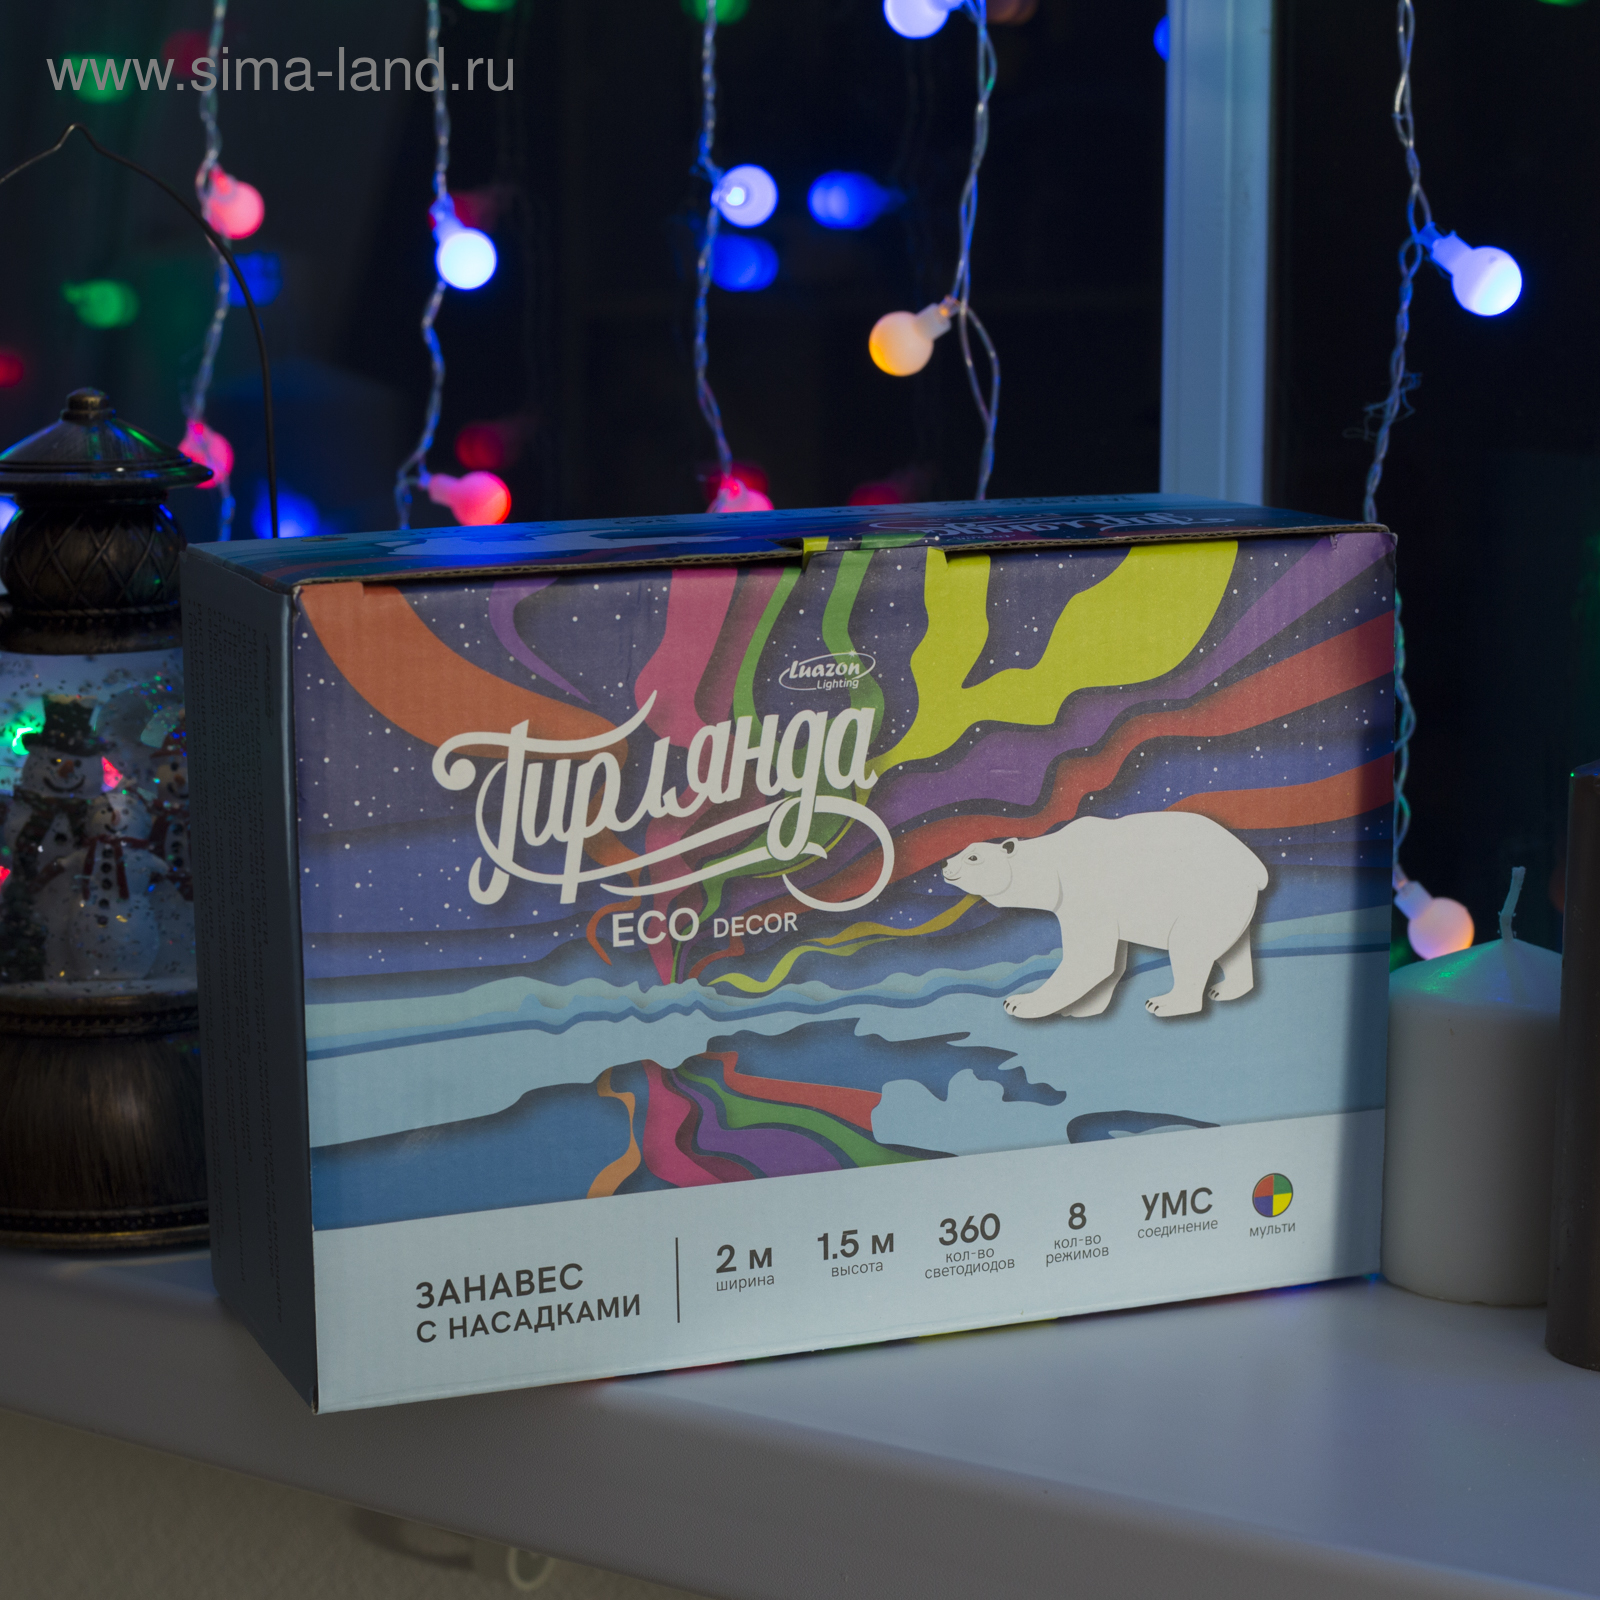 www.sima-land.ru
Luazon
Lighting
Гирлянда
ECO DECOR
ЗАНАВЕС
С НАСАДКАМИ
2 м
ширина
1.5 м
высота
360
кол-во
светодиодов
8
кол-во
режимов
УМС
соединение
мульти